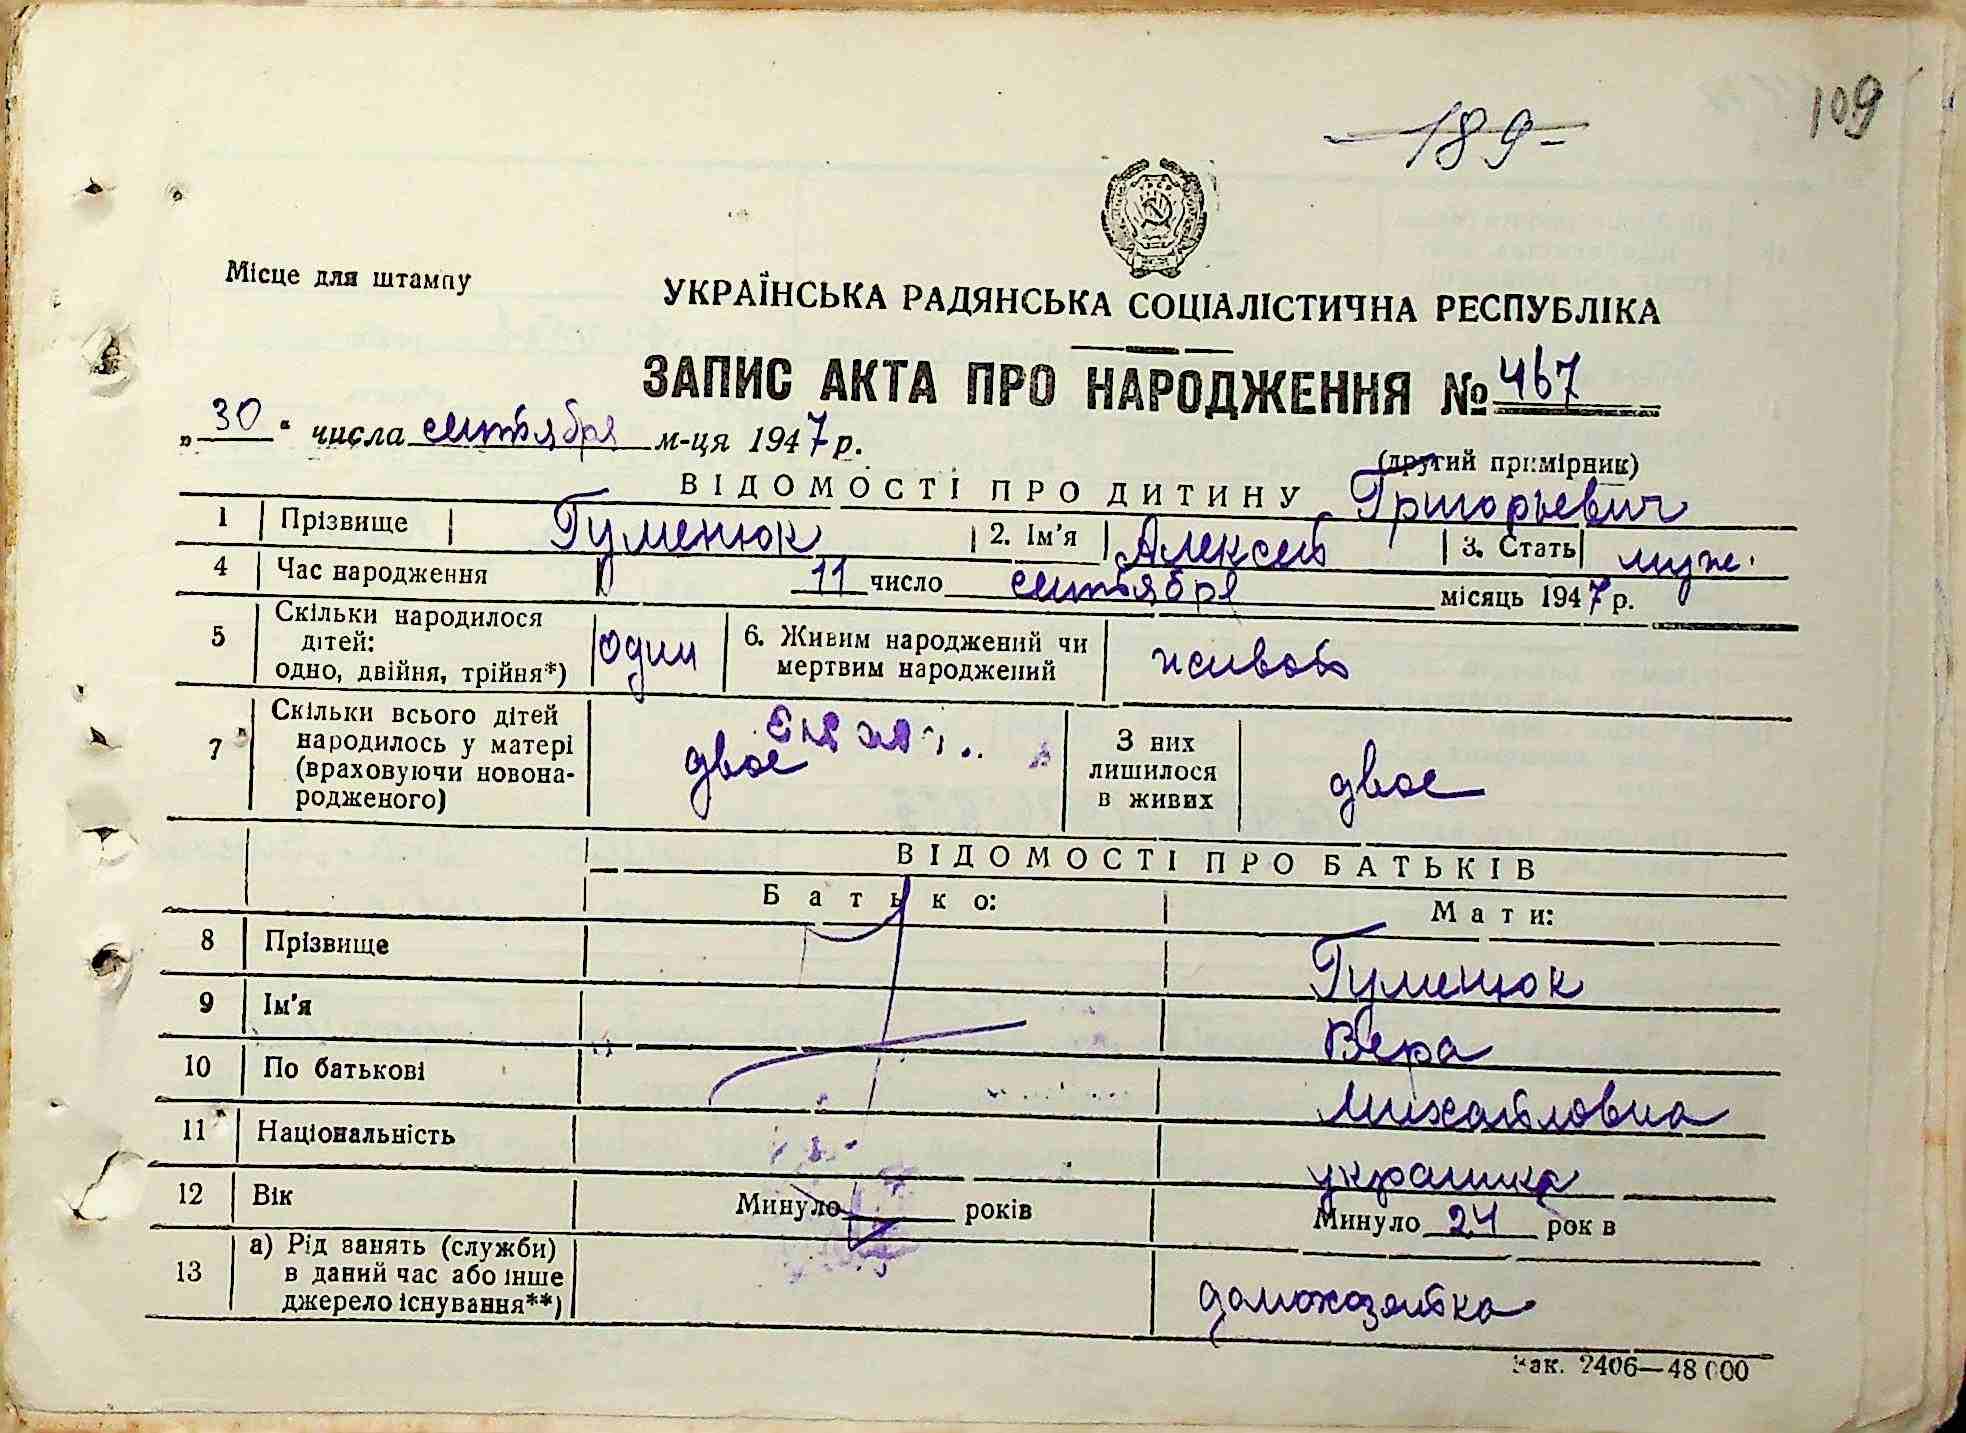 109
189-
Місце для штампу
УКРАЇНСЬКА РАДЯНСЬКА СОЦІАЛІСТИЧНА РЕСПУБЛІКА
ЗАПИС АКТА ПРО НАРОДЖЕННЯ № 467
„30“ числа сентября м-ця 1947 р.
(другий примірник)
ВІДОМОСТІ ПРО ДИТИНУ Григорьевич
1 Прізвище Гуменюк 2. Ім'я Алексей 3. Стать муж.
4 Час народження 11 число сентября місяць 1947 р.
5 Скільки народилося дітей: одно, двійня, трійня*) один 6. Живим народжений чи мертвим народжений живой
7 Скільки всього дітей народилось у матері (враховуючи новонародженого) двое З них лишилося в живих двое
ВІДОМОСТІ ПРО БАТЬКІВ
Батько: Мати:
8 Прізвище Гуменюк
9 Ім'я Вера
10 По батькові Михайловна
11 Національність украинка
12 Вік Минуло років Минуло 24 рок в
13 а) Рід занять (служби) в даний час або інше джерело існування**) домохозяйка
Зак. 2406—48 000